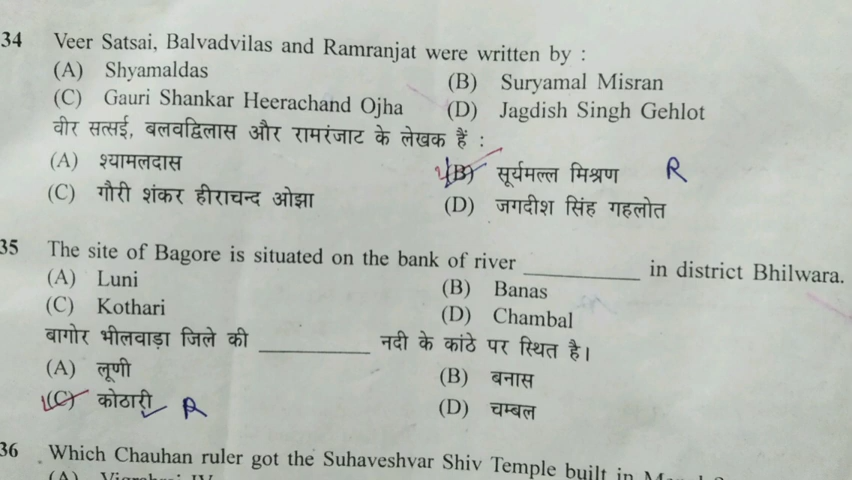 34 Veer Satsai, Balvadvilas and Ramranjat were written by :
(A) Shyamaldas (B) Suryamal Misran
(C) Gauri Shankar Heerachand Ojha (D) Jagdish Singh Gehlot
वीर सत्सई, बलवद्विलास और रामरंजाट के लेखक हैं :
(A) श्यामलदास (B) सूर्यमल्ल मिश्रण R
(C) गौरी शंकर हीराचन्द ओझा (D) जगदीश सिंह गहलोत
35 The site of Bagore is situated on the bank of river __________ in district Bhilwara.
(A) Luni (B) Banas
(C) Kothari (D) Chambal
बागोर भीलवाड़ा जिले की __________ नदी के कांठे पर स्थित है।
(A) लूणी (B) बनास
(C) कोठारी R (D) चम्बल
36 Which Chauhan ruler got the Suhaveshvar Shiv Temple built in